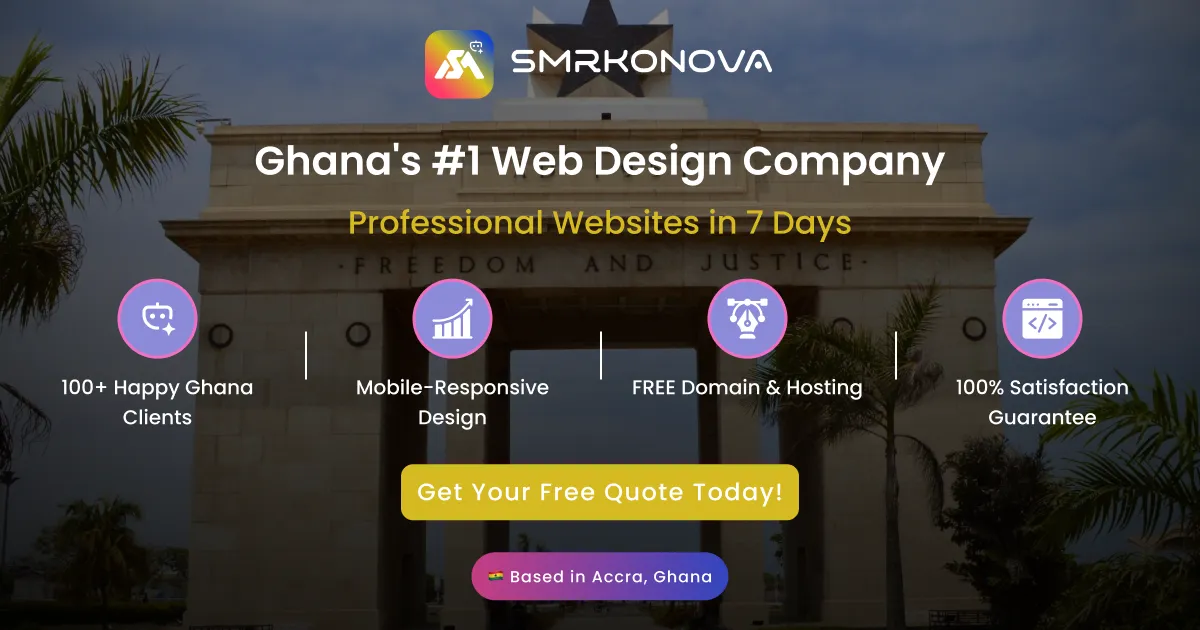 SMRKONOVA
Ghana's #1 Web Design Company
Professional Websites in 7 Days
·FREEDOM AND JUSTICE·
100+ Happy Ghana
Clients
Mobile-Responsive
Design
FREE Domain & Hosting
100% Satisfaction
Guarantee
Get Your Free Quote Today!
Based in Accra, Ghana